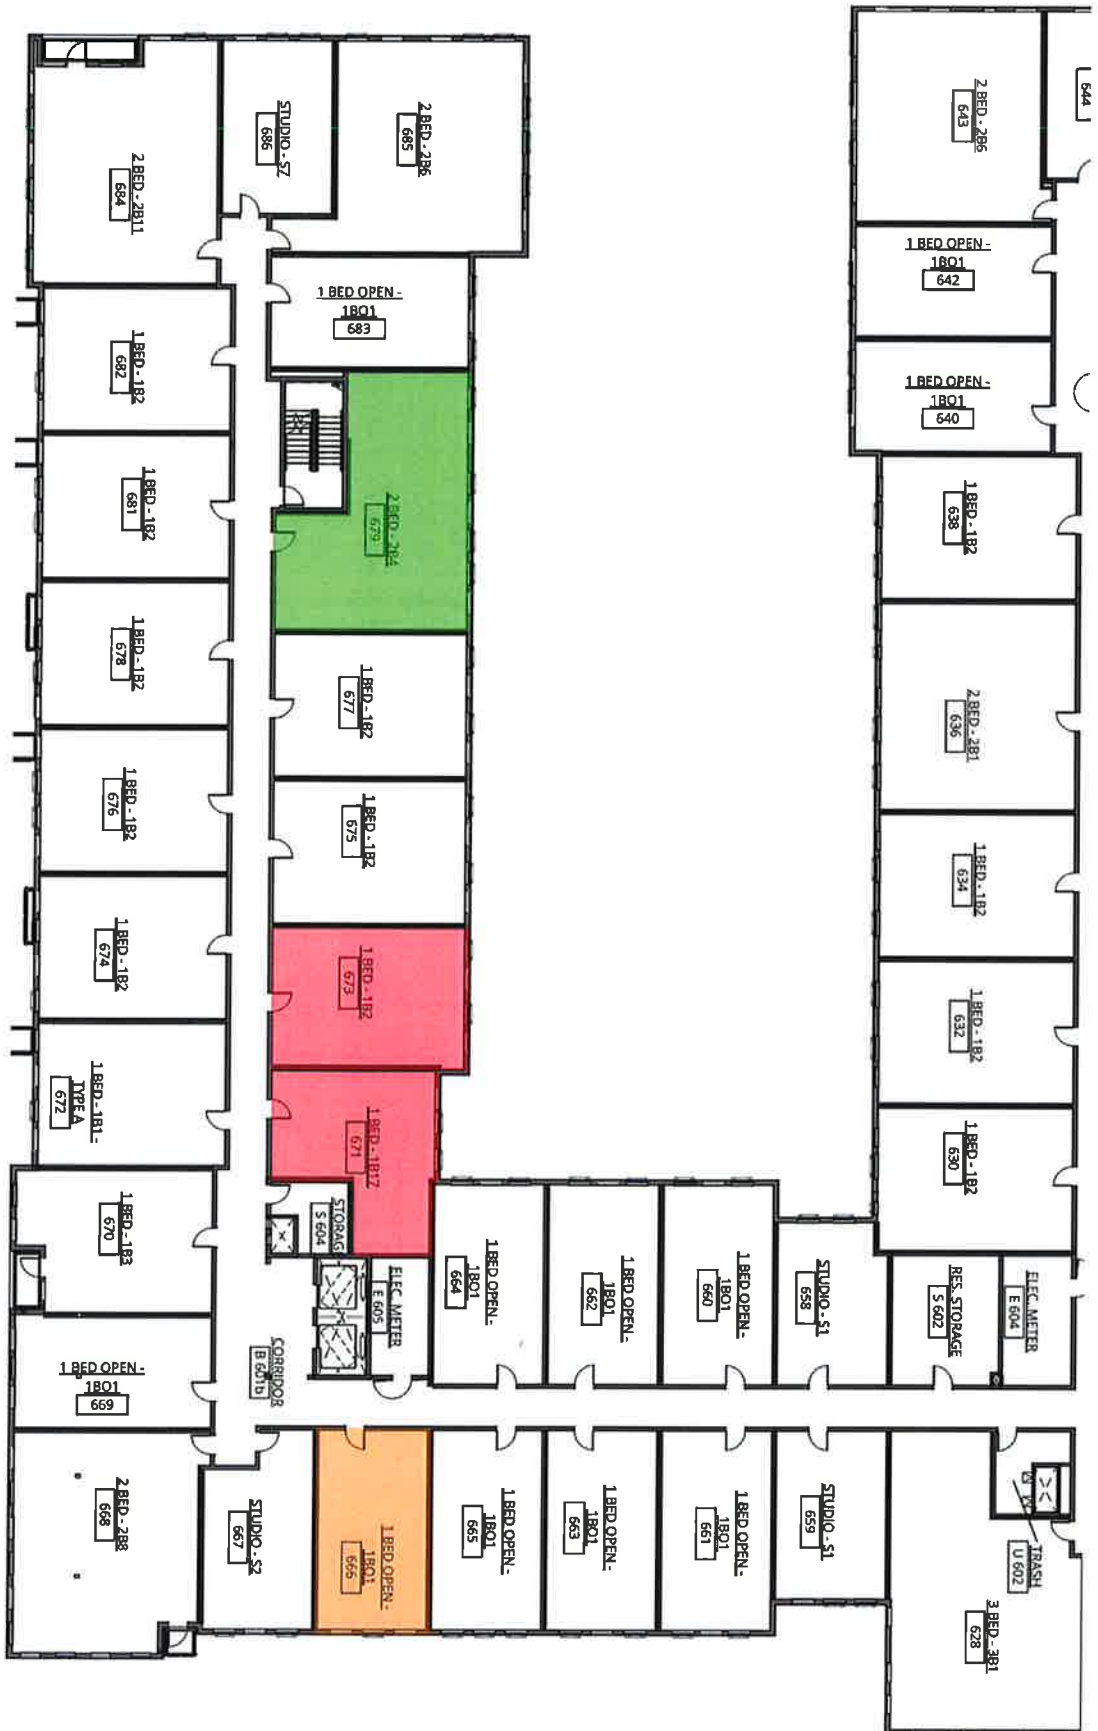 2 BED - 2B11
684
STUDIO - S7
686
2 BED - 2B6
685
2 BED - 2B6
643
644
1 BED OPEN -
1BO1
642
1 BED OPEN -
1BO1
683
1 BED - 1B2
682
1 BED OPEN -
1BO1
640
1 BED - 1B2
681
2 BED - 2B4
679
1 BED - 1B2
638
1 BED - 1B2
678
1 BED - 1B2
677
2 BED - 2B1
636
1 BED - 1B2
676
1 BED - 1B2
675
1 BED - 1B2
634
1 BED - 1B2
674
1 BED - 1B2
673
1 BED - 1B2
632
1 BED - 1B1 -
TYPE A
672
1 BED - 1B17
671
1 BED - 1B2
630
1 BED - 1B3
670
STORAG
S 604
ELEC. METER
E 605
1 BED OPEN -
1BO1
664
1 BED OPEN -
1BO1
662
1 BED OPEN -
1BO1
660
STUDIO - S1
658
RES. STORAGE
S 602
ELEC. METER
E 604
1 BED OPEN -
1BO1
669
CORRIDOR
B 601b
2 BED - 2B8
668
STUDIO - S2
667
1 BED OPEN -
1BO1
666
1 BED OPEN -
1BO1
665
1 BED OPEN -
1BO1
663
1 BED OPEN -
1BO1
661
STUDIO - S1
659
TRASH
U 602
3 BED - 3B1
628